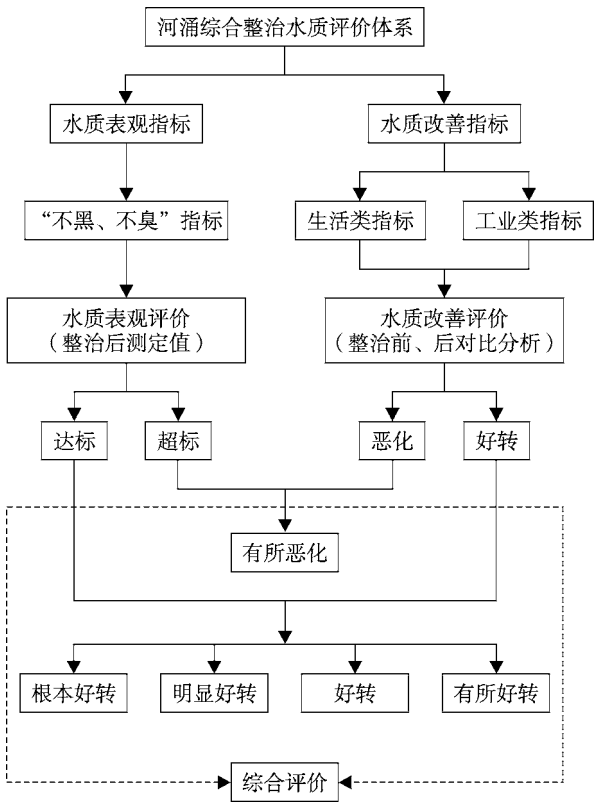 河涌综合整治水质评价体系
水质表观指标
水质改善指标
“不黑、不臭”指标
生活类指标
工业类指标
水质表观评价
（整治后测定值）
水质改善评价
（整治前、后对比分析）
达标
超标
恶化
好转
有所恶化
根本好转
明显好转
好转
有所好转
综合评价